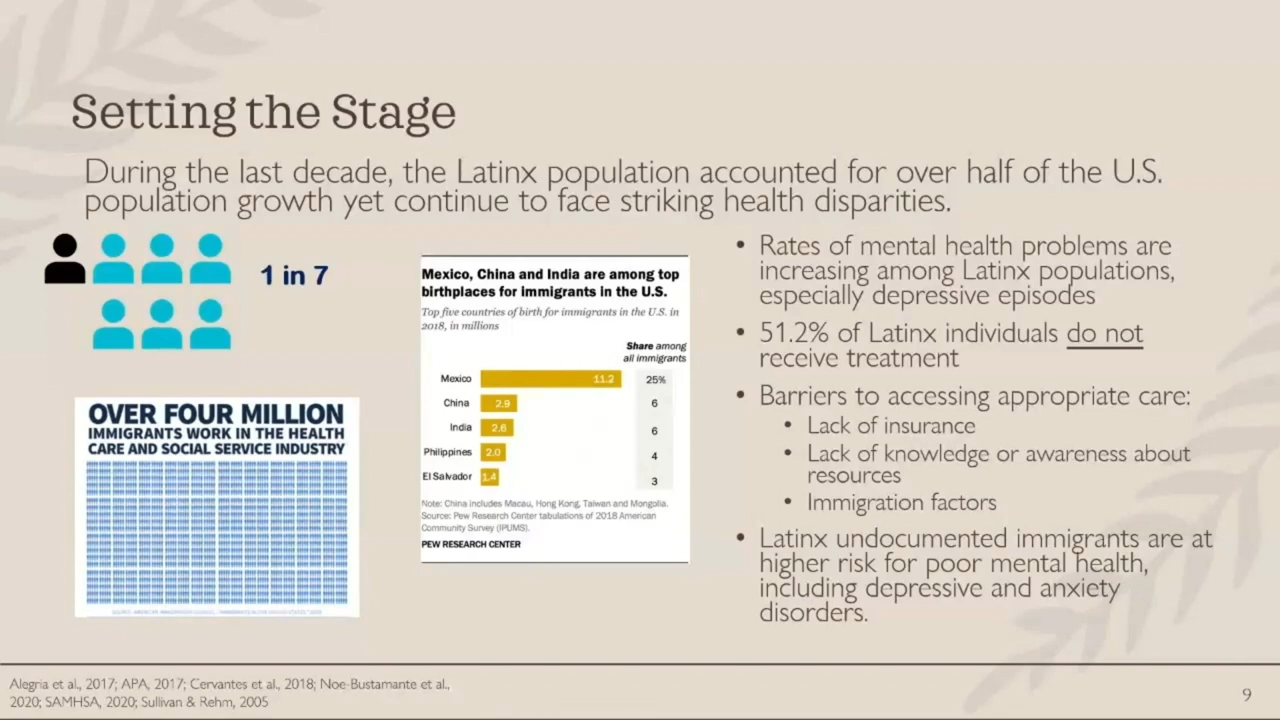 Setting the Stage
During the last decade, the Latinx population accounted for over half of the U.S.
population growth yet continue to face striking health disparities.
1 in 7
OVER FOUR MILLION
IMMIGRANTS WORK IN THE HEALTH
CARE AND SOCIAL SERVICE INDUSTRY
Mexico, China and India are among top
birthplaces for immigrants in the U.S.
Top five countries of birth for immigrants in the U.S. in
2018, in millions
Share among
all immigrants
Mexico 11.2 25%
China 2.9 6
India 2.6 6
Philippines 2.0 4
El Salvador 1.4 3
Note: China includes Macau, Hong Kong, Taiwan and Mongolia.
Source: Pew Research Center tabulations of 2018 American
Community Survey (IPUMS).
PEW RESEARCH CENTER
• Rates of mental health problems are
increasing among Latinx populations,
especially depressive episodes
• 51.2% of Latinx individuals do not
receive treatment
• Barriers to accessing appropriate care:
• Lack of insurance
• Lack of knowledge or awareness about
resources
• Immigration factors
• Latinx undocumented immigrants are at
higher risk for poor mental health,
including depressive and anxiety
disorders.
Alegria et al., 2017; APA, 2017; Cervantes et al., 2018; Noe-Bustamante et al.,
2020; SAMHSA, 2020; Sullivan & Rehm, 2005
9